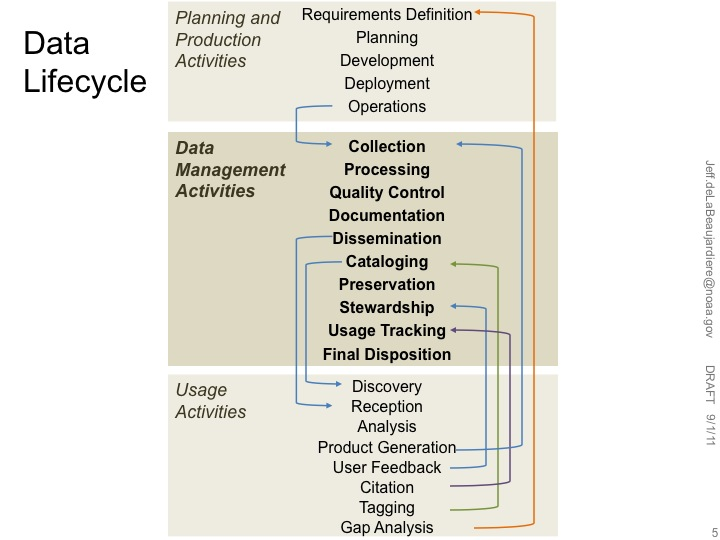 Data
Lifecycle
Planning and
Production
Activities
Requirements Definition
Planning
Development
Deployment
Operations
Data
Management
Activities
Collection
Processing
Quality Control
Documentation
Dissemination
Cataloging
Preservation
Stewardship
Usage Tracking
Final Disposition
Usage
Activities
Discovery
Reception
Analysis
Product Generation
User Feedback
Citation
Tagging
Gap Analysis
Jeff.deLaBeaujardiere@noaa.gov DRAFT 9/1/11
5